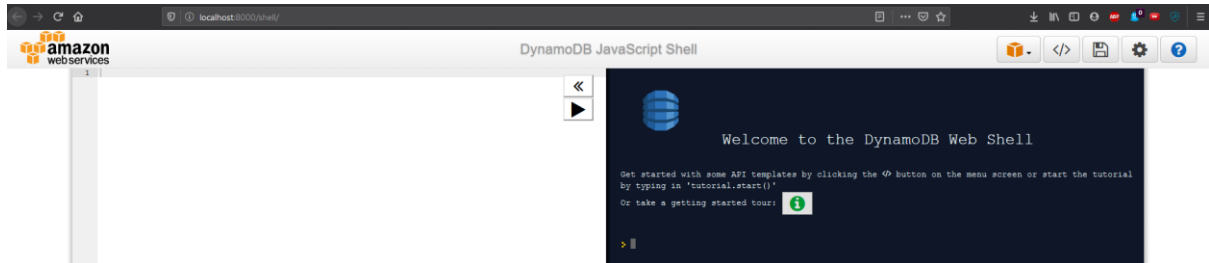 localhost:8000/shell/
amazon
webservices
DynamoDB JavaScript Shell
</>
?
1
Welcome to the DynamoDB Web Shell
Get started with some API templates by clicking the </> button on the menu screen or start the tutorial
by typing in 'tutorial.start()'
Or take a getting started tour:
>